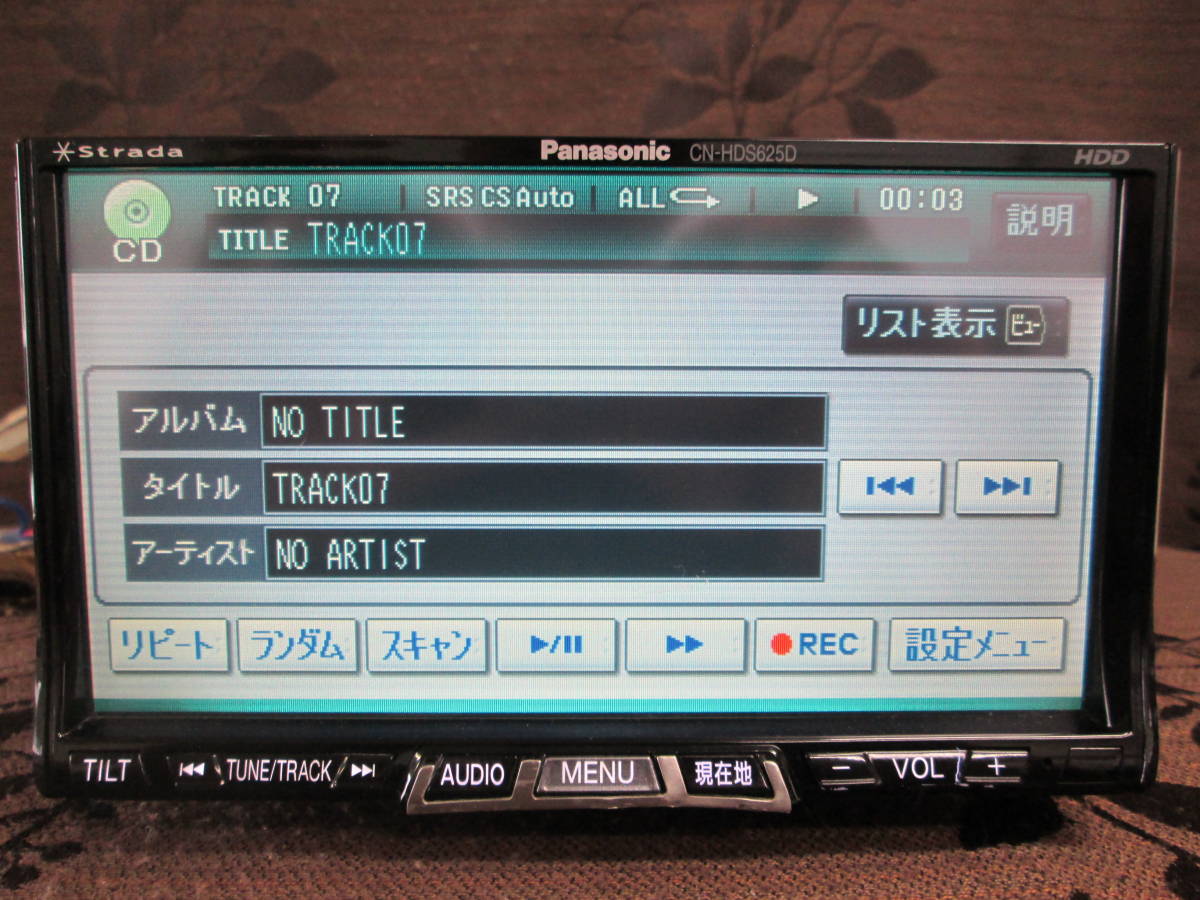 Strada Panasonic CN-HDS625D HDD
TRACK 07 SRS CS Auto ALL 00:03
CD TITLE TRACK07 説明
リスト表示 ビュー
アルバム NO TITLE
タイトル TRACK07
アーティスト NO ARTIST
リピート ランダム スキャン REC 設定メニュー
TILT TUNE/TRACK AUDIO MENU 現在地 − VOL +